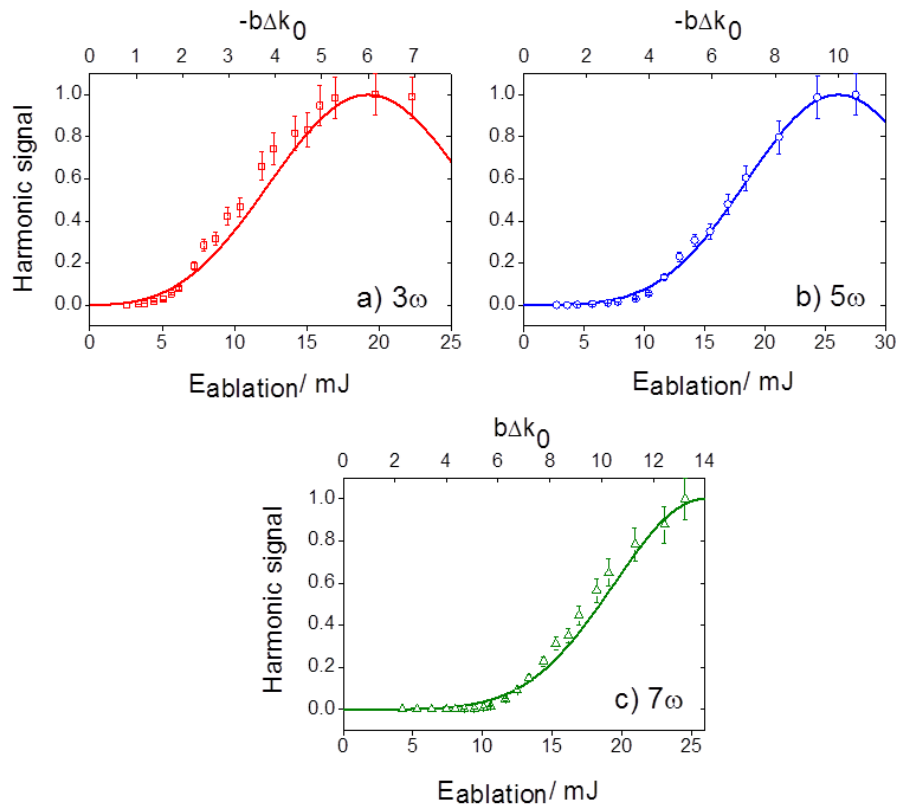 -bΔk0 -bΔk0
0 1 2 3 4 5 6 7 0 2 4 6 8 10
1.0 1.0
0.8 0.8
0.6 0.6
0.4 0.4
0.2 0.2
0.0 0.0
Harmonic signal
a) 3ω b) 5ω
0 5 10 15 20 25 0 5 10 15 20 25 30
Eablation/ mJ Eablation/ mJ
bΔk0
0 2 4 6 8 10 12 14
1.0
0.8
0.6
0.4
0.2
0.0
Harmonic signal
c) 7ω
0 5 10 15 20 25
Eablation/ mJ